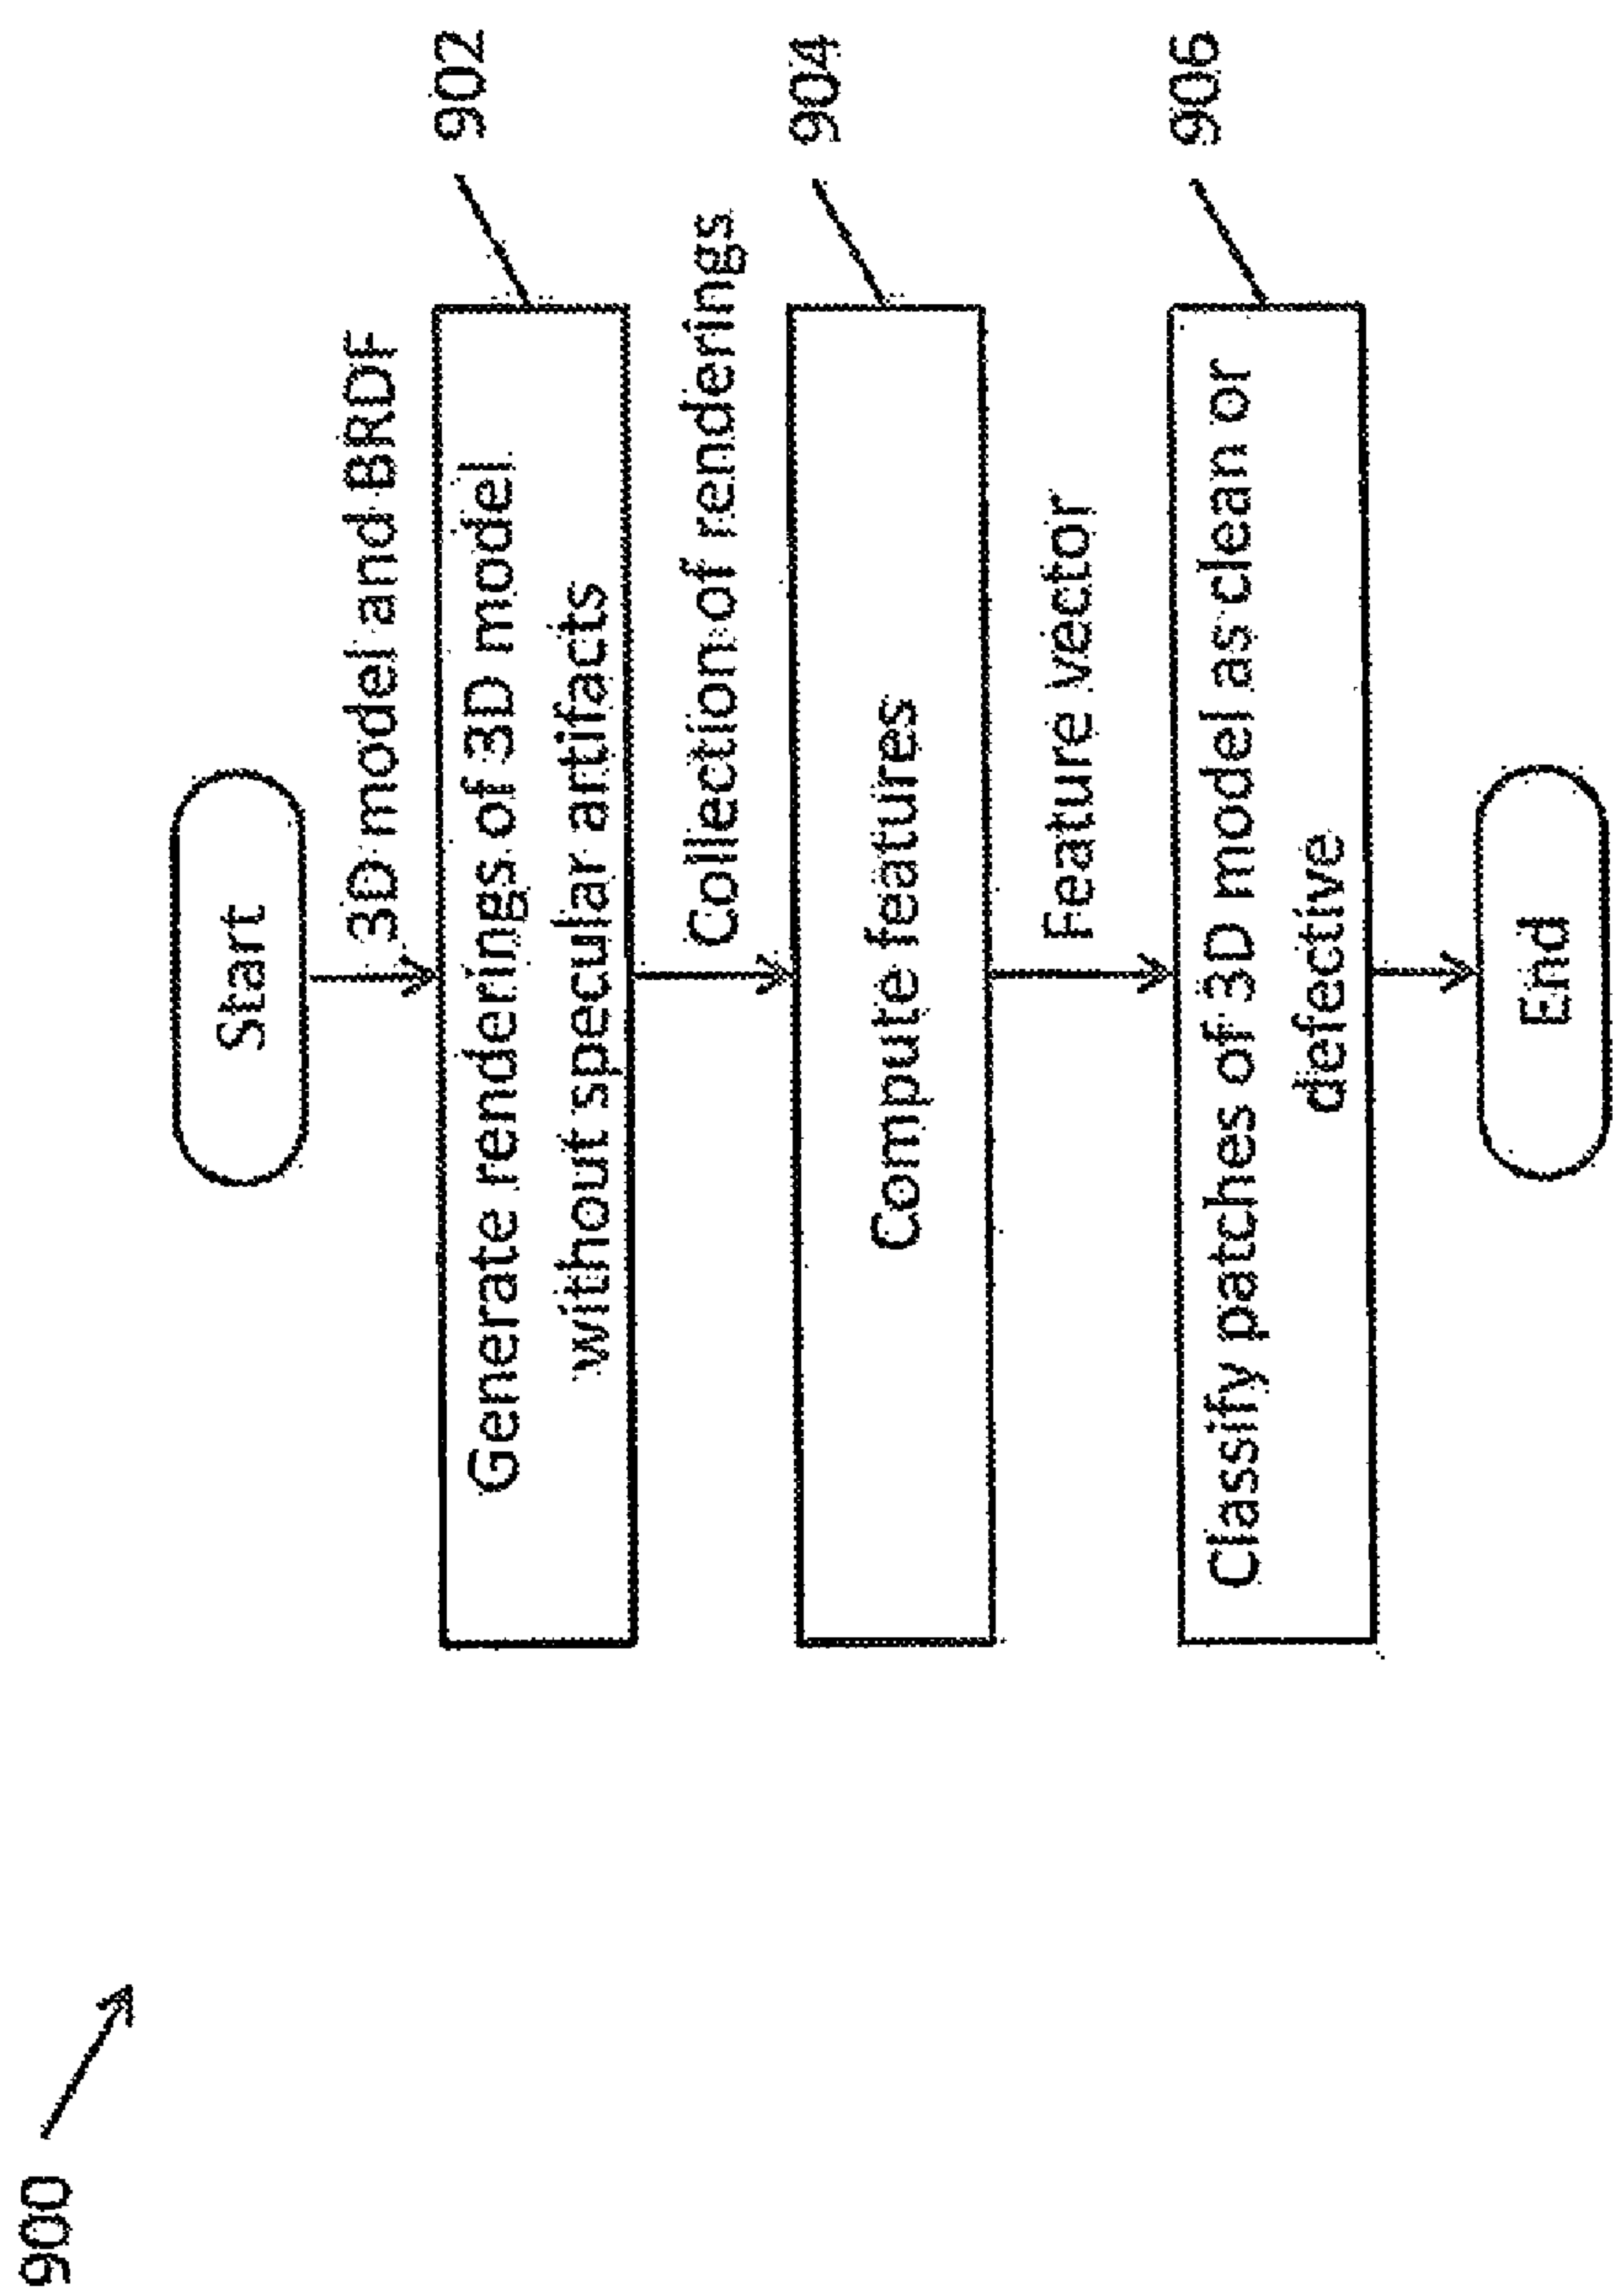 900
Start
3D model and BRDF
902
Generate renderings of 3D model
without specular artifacts
Collection of renderings
904
Compute features
Feature vector
906
Classify patches of 3D model as clean or
defective
End